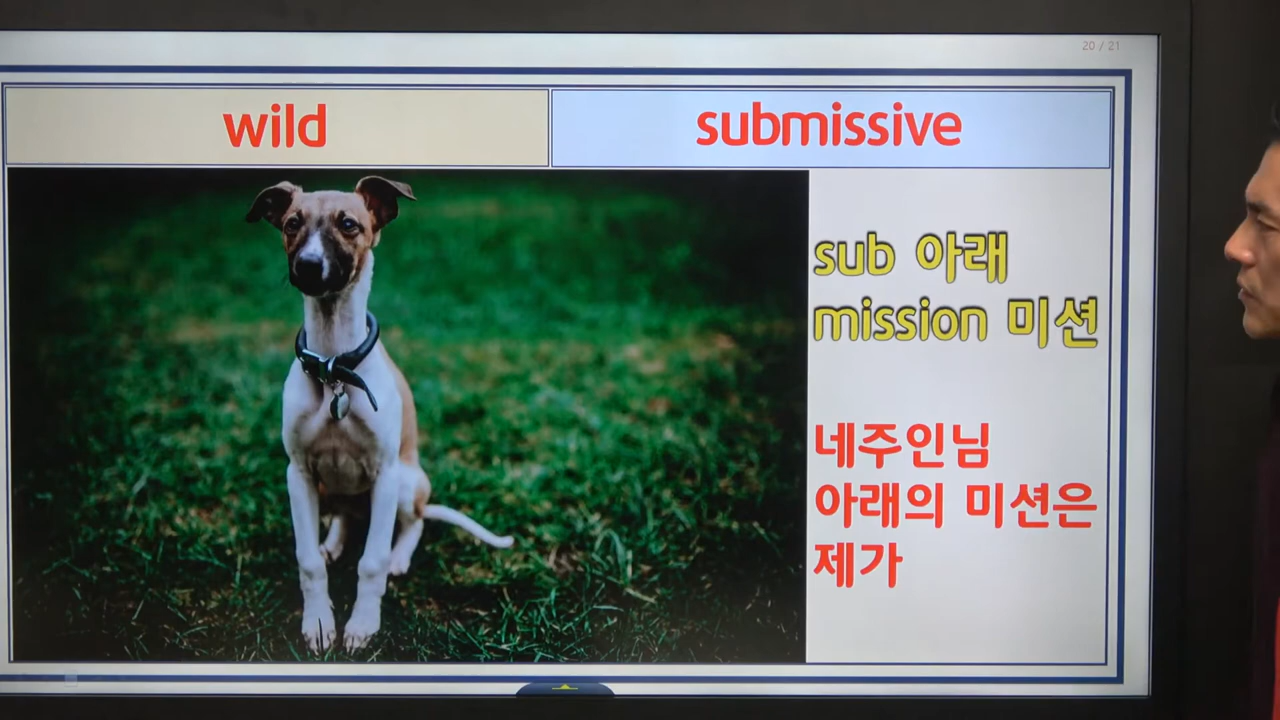 20 / 21
wild
submissive
sub 아래
mission 미션
네주인님
아래의 미션은
제가